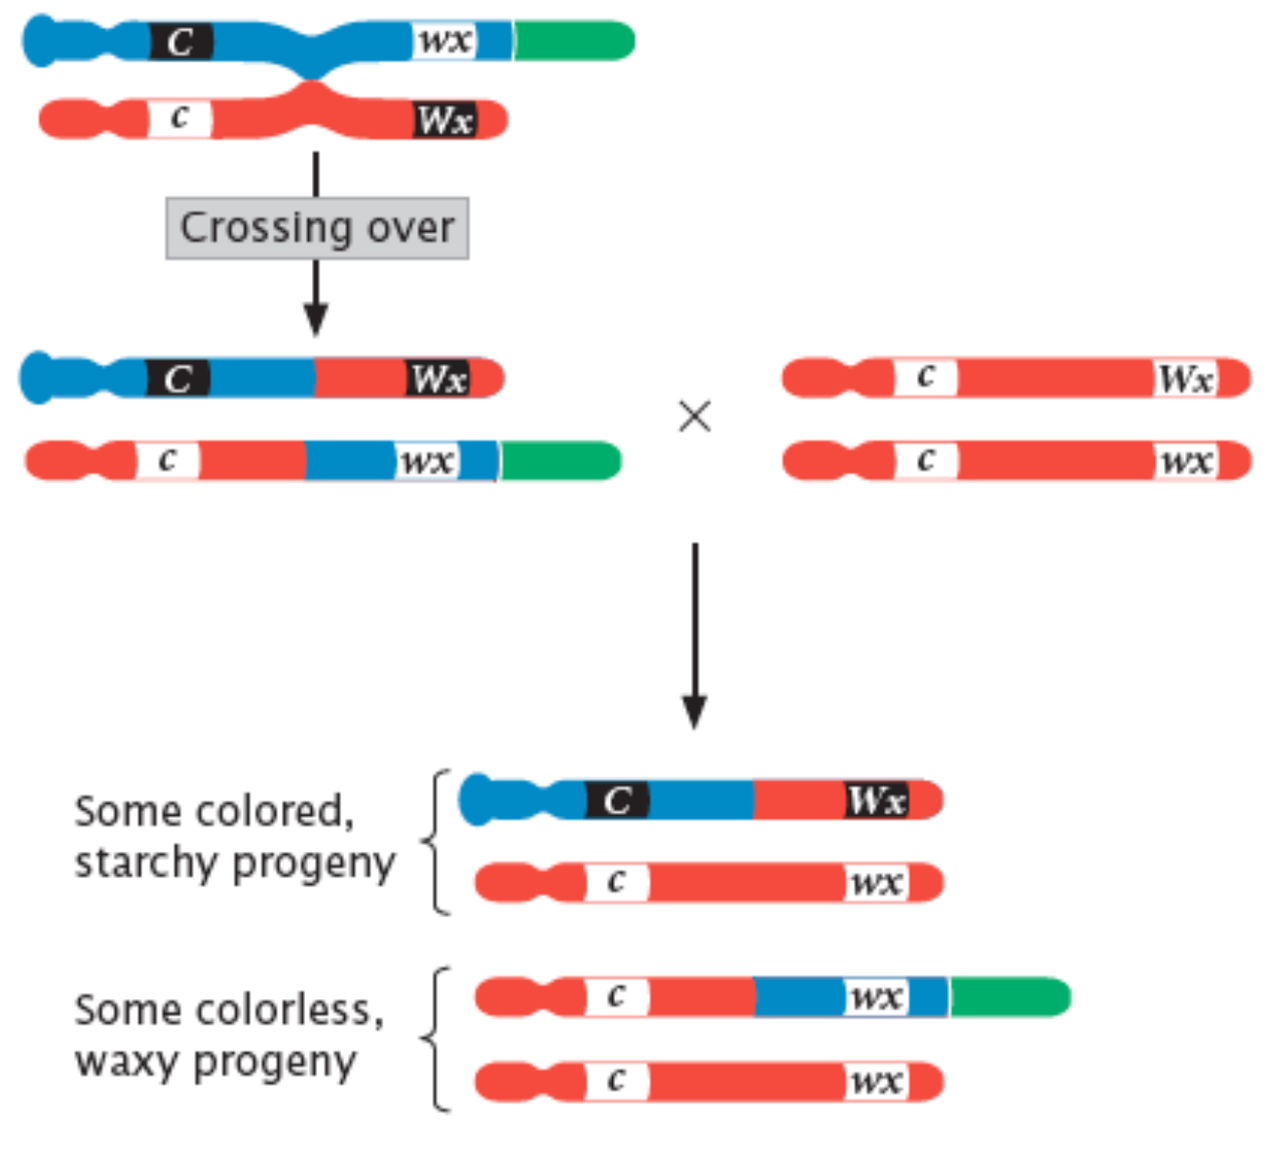 C wx
c Wx
Crossing over
C Wx
c wx
×
c Wx
c wx
Some colored,
starchy progeny
C Wx
c wx
Some colorless,
waxy progeny
c wx
c wx